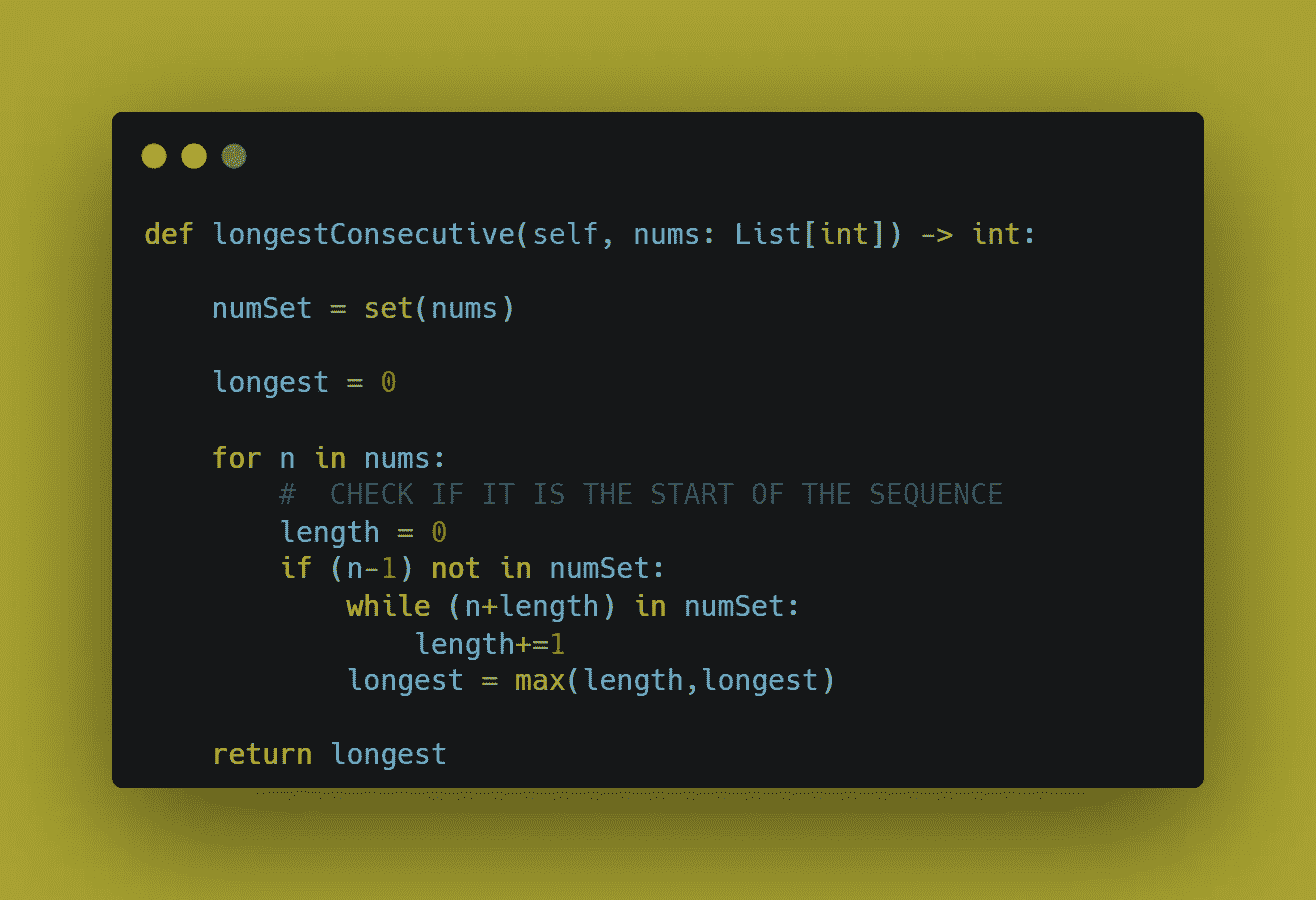 def longestConsecutive(self, nums: List[int]) -> int:
    numSet = set(nums)
    longest = 0
    for n in nums:
        #  CHECK IF IT IS THE START OF THE SEQUENCE
        length = 0
        if (n-1) not in numSet:
            while (n+length) in numSet:
                length+=1
            longest = max(length,longest)
    return longest